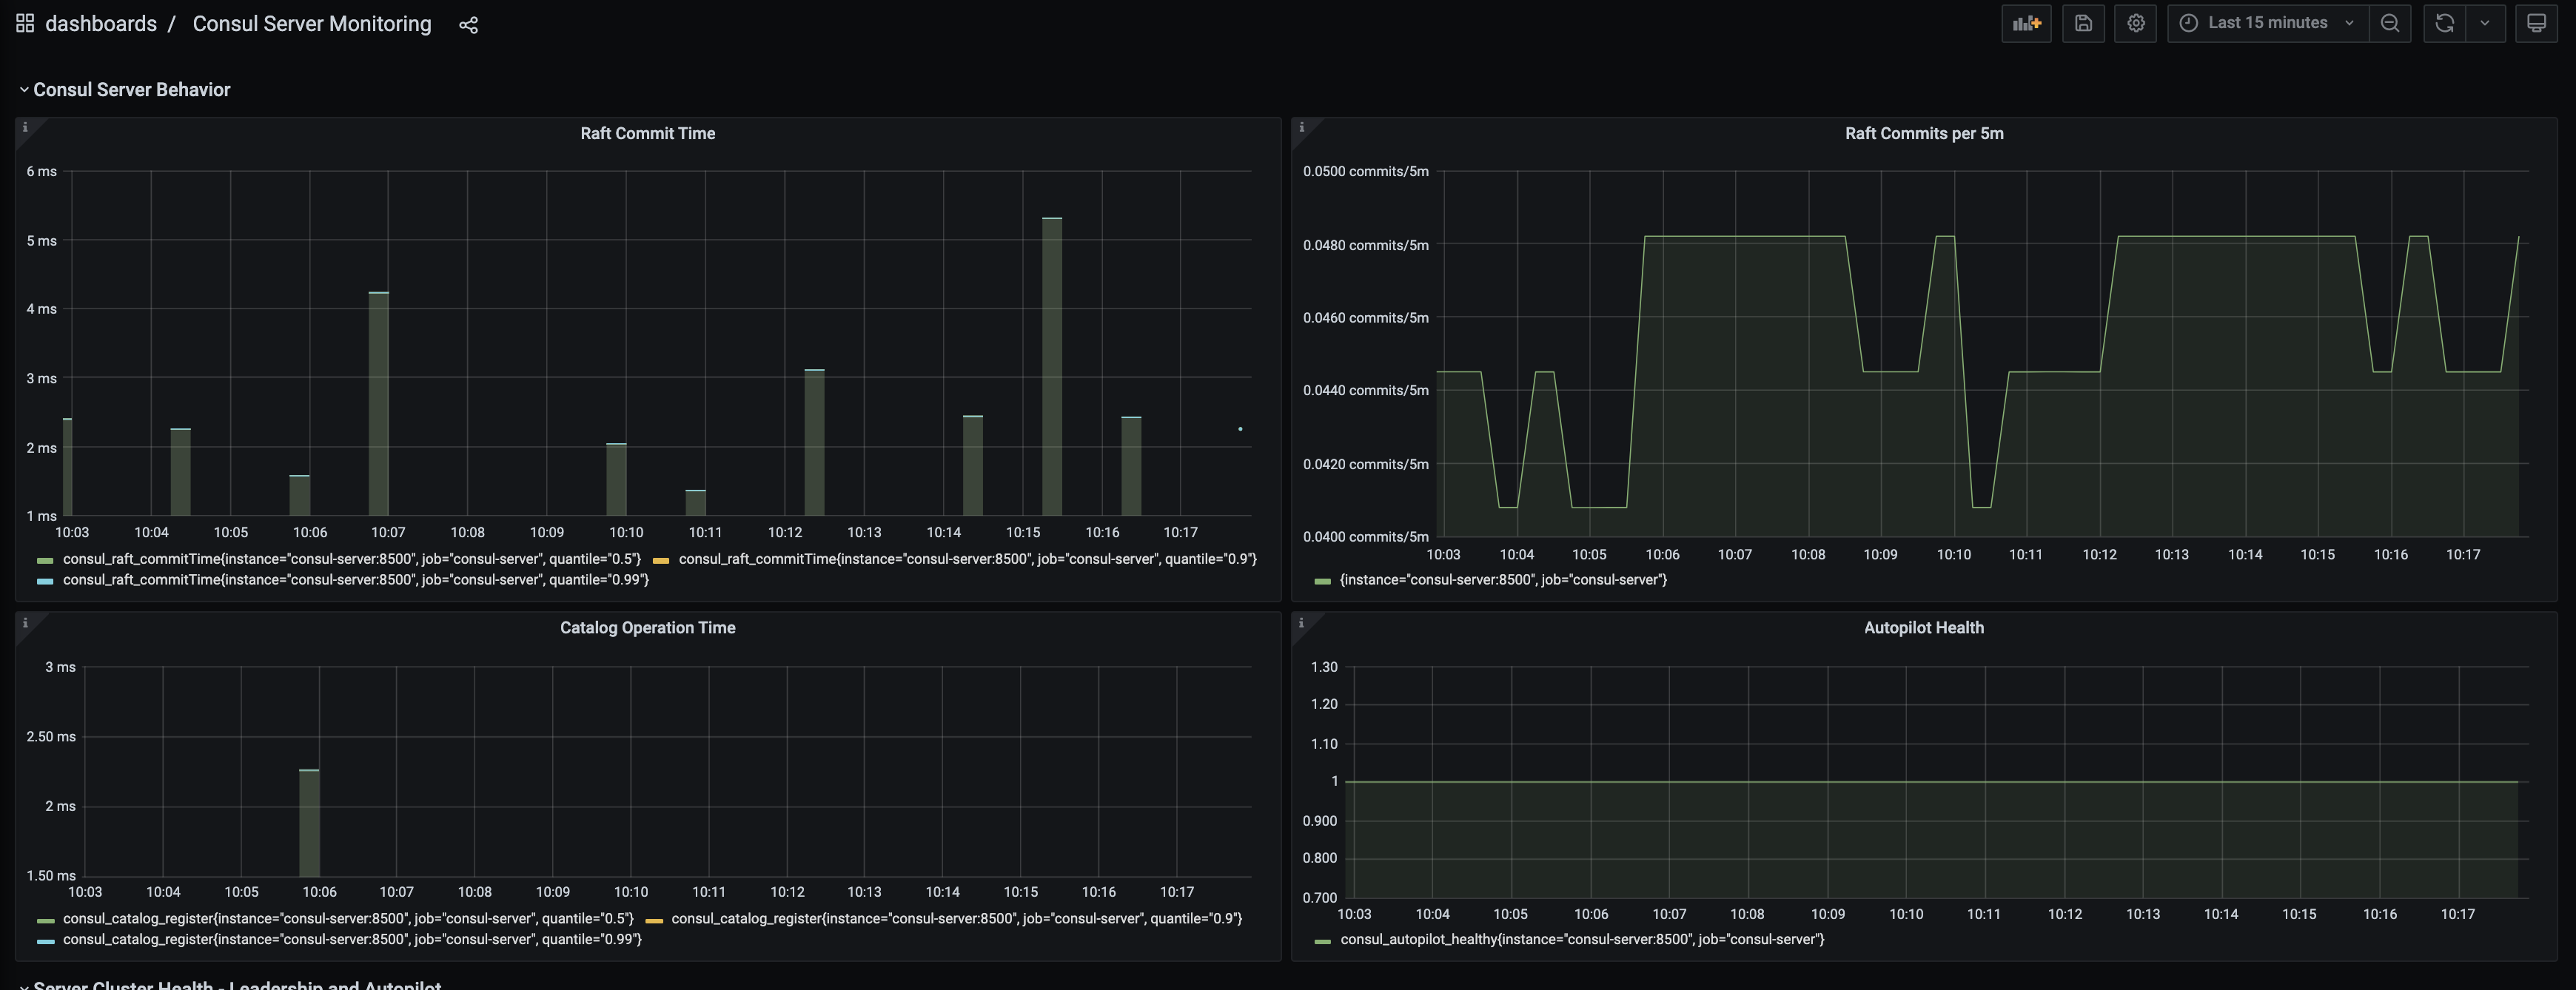 dashboards / Consul Server Monitoring
Last 15 minutes
Consul Server Behavior
Raft Commit Time
6 ms
5 ms
4 ms
3 ms
2 ms
1 ms
10:03 10:04 10:05 10:06 10:07 10:08 10:09 10:10 10:11 10:12 10:13 10:14 10:15 10:16 10:17
consul_raft_commitTime{instance="consul-server:8500", job="consul-server", quantile="0.5"} consul_raft_commitTime{instance="consul-server:8500", job="consul-server", quantile="0.9"}
consul_raft_commitTime{instance="consul-server:8500", job="consul-server", quantile="0.99"}
Raft Commits per 5m
0.0500 commits/5m
0.0480 commits/5m
0.0460 commits/5m
0.0440 commits/5m
0.0420 commits/5m
0.0400 commits/5m
10:03 10:04 10:05 10:06 10:07 10:08 10:09 10:10 10:11 10:12 10:13 10:14 10:15 10:16 10:17
{instance="consul-server:8500", job="consul-server"}
Catalog Operation Time
3 ms
2.50 ms
2 ms
1.50 ms
10:03 10:04 10:05 10:06 10:07 10:08 10:09 10:10 10:11 10:12 10:13 10:14 10:15 10:16 10:17
consul_catalog_register{instance="consul-server:8500", job="consul-server", quantile="0.5"} consul_catalog_register{instance="consul-server:8500", job="consul-server", quantile="0.9"}
consul_catalog_register{instance="consul-server:8500", job="consul-server", quantile="0.99"}
Autopilot Health
1.30
1.20
1.10
1
0.900
0.800
0.700
10:03 10:04 10:05 10:06 10:07 10:08 10:09 10:10 10:11 10:12 10:13 10:14 10:15 10:16 10:17
consul_autopilot_healthy{instance="consul-server:8500", job="consul-server"}
Server Cluster Health - Leadership and Autopilot